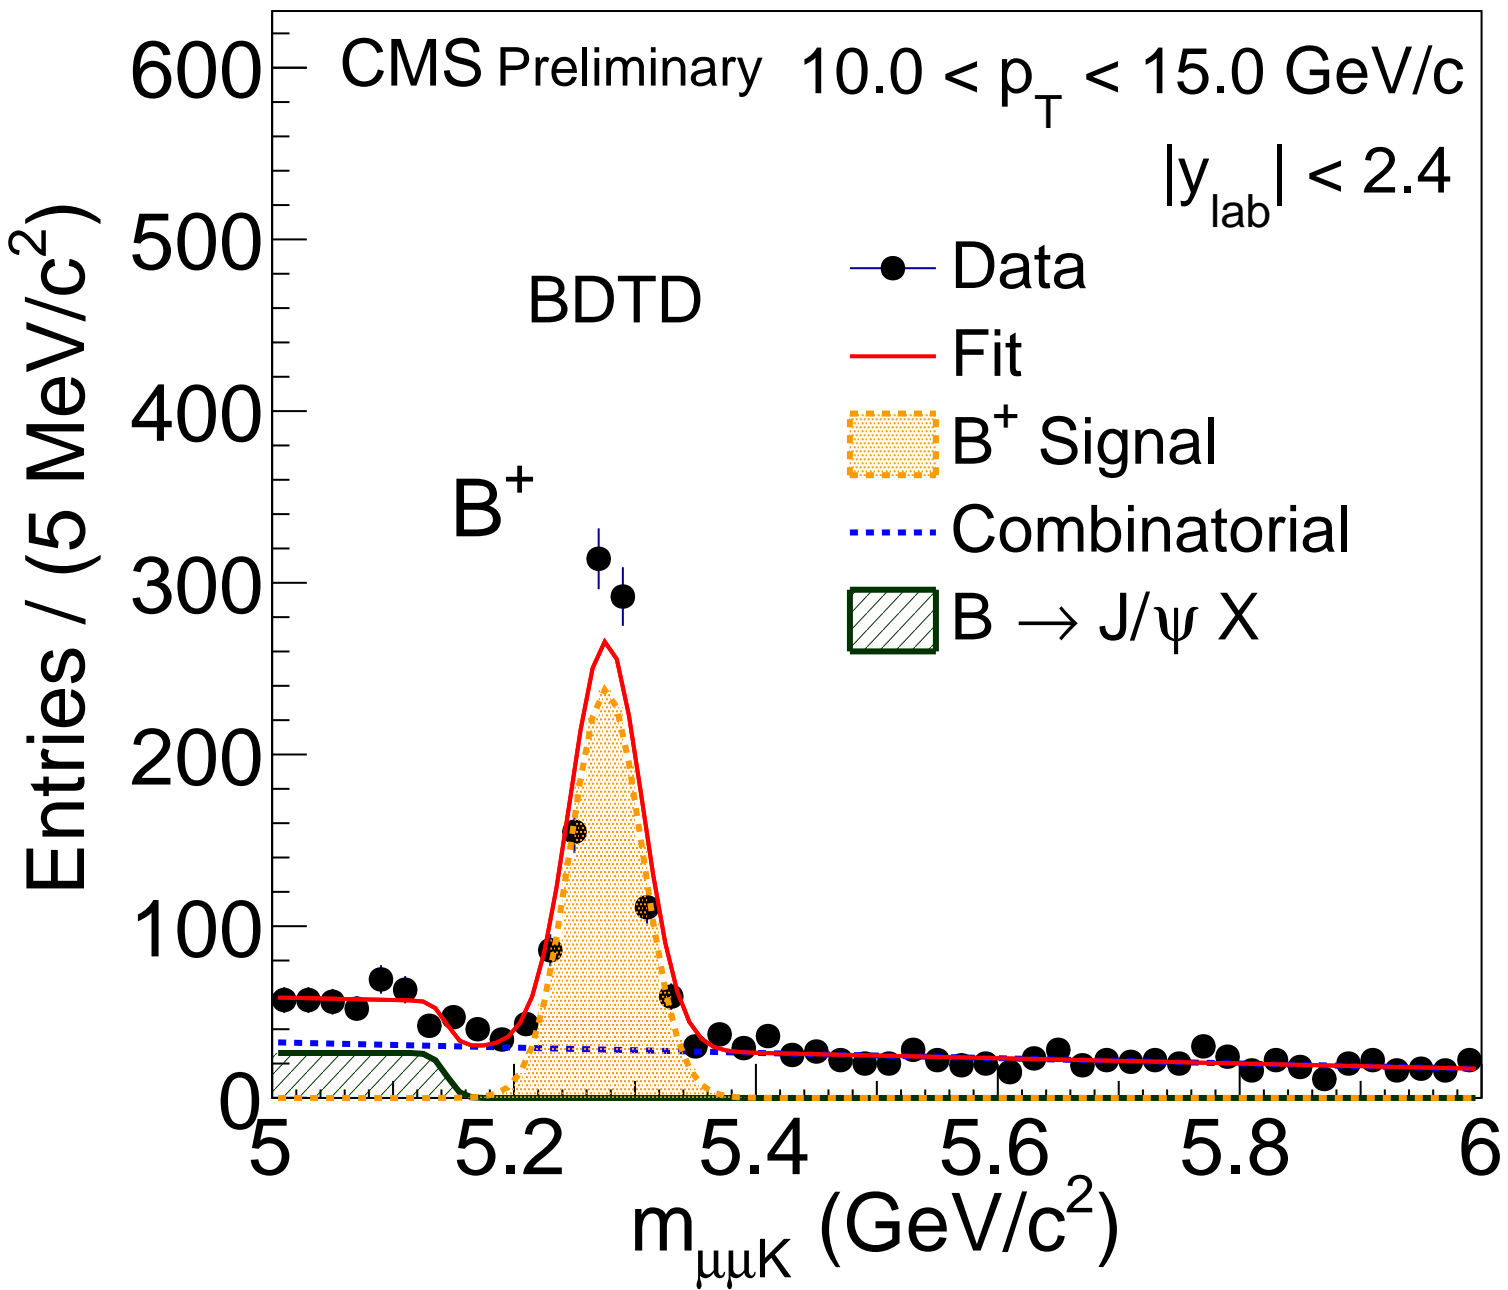 CMS Preliminary 10.0 < p_T < 15.0 GeV/c
|y_lab| < 2.4
BDTD
B⁺
Data
Fit
B⁺ Signal
Combinatorial
B → J/ψ X
Entries / (5 MeV/c²)
600
500
400
300
200
100
0
5 5.2 5.4 5.6 5.8 6
m_μμK (GeV/c²)